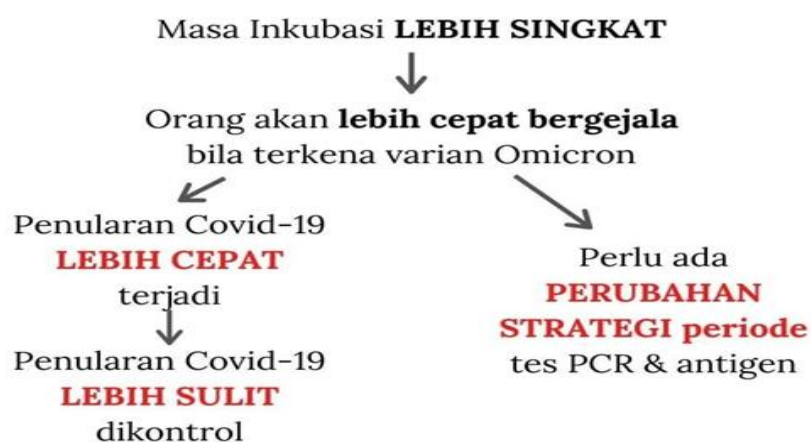 Masa Inkubasi LEBIH SINGKAT
Orang akan lebih cepat bergejala
bila terkena varian Omicron
Penularan Covid-19
LEBIH CEPAT
terjadi
Penularan Covid-19
LEBIH SULIT
dikontrol
Perlu ada
PERUBAHAN
STRATEGI periode
tes PCR & antigen